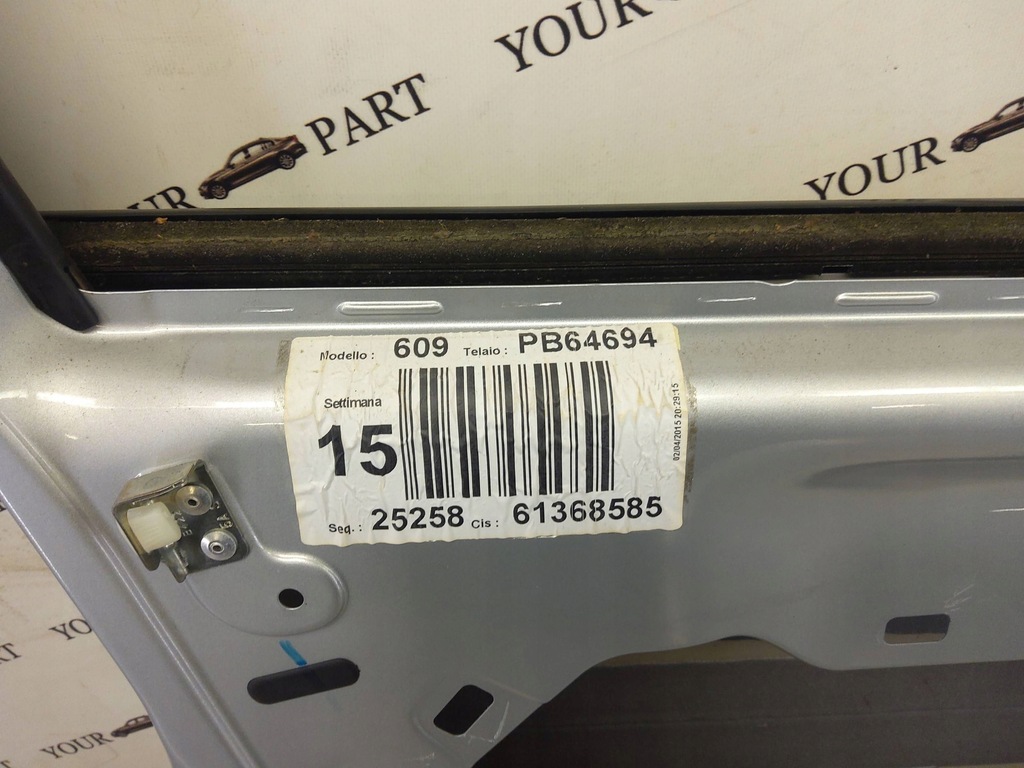 YOUR
PART
YOUR
Modello : 609 Telaio : PB64694
Settimana
15
02/04/2015 20:29:15
Seq. : 25258 Cis : 61368585
YOUR